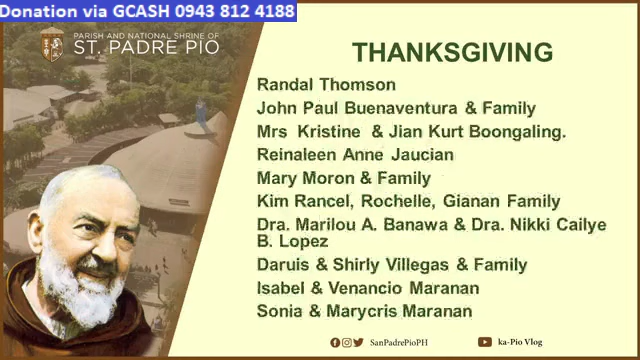 Donation via GCASH 0943 812 4188
PARISH AND NATIONAL SHRINE OF
ST. PADRE PIO
THANKSGIVING
Randal Thomson
John Paul Buenaventura & Family
Mrs Kristine & Jian Kurt Boongaling.
Reinaleen Anne Jaucian
Mary Moron & Family
Kim Rancel, Rochelle, Gianan Family
Dra. Marilou A. Banawa & Dra. Nikki Cailye
B. Lopez
Daruis & Shirly Villegas & Family
Isabel & Venancio Maranan
Sonia & Marycris Maranan
SanPadrePioPH
ka-Pio Vlog